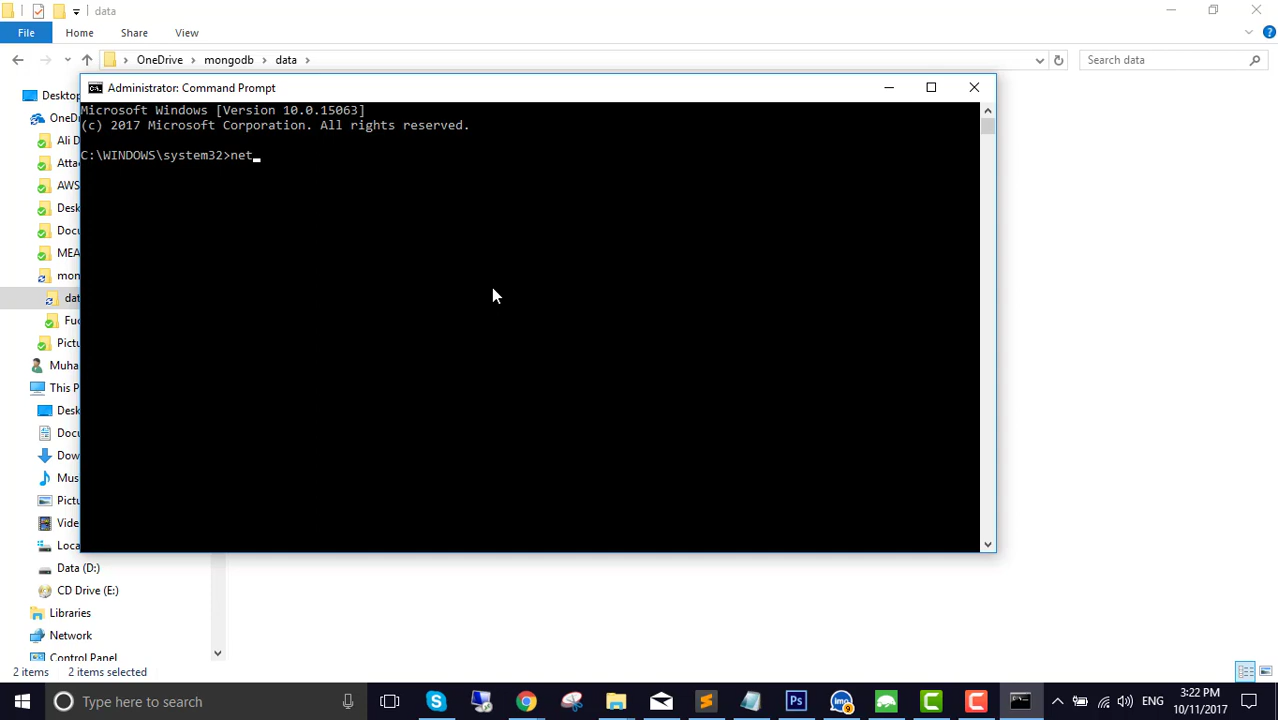 data
File
Home
Share
View
OneDrive
mongodb
data
Search data
Desktop
OneD
Ali D
Atta
AWS
Desk
Docu
MEA
mon
dat
Fuc
Pictu
Muha
This P
Desk
Docu
Dow
Mus
Pictu
Vide
Loca
Data (D:)
CD Drive (E:)
Libraries
Network
Control Panel
2 items
2 items selected
Administrator: Command Prompt
Microsoft Windows [Version 10.0.15063]
(c) 2017 Microsoft Corporation. All rights reserved.
C:\WINDOWS\system32>net
Type here to search
9
ENG
3:22 PM
10/11/2017